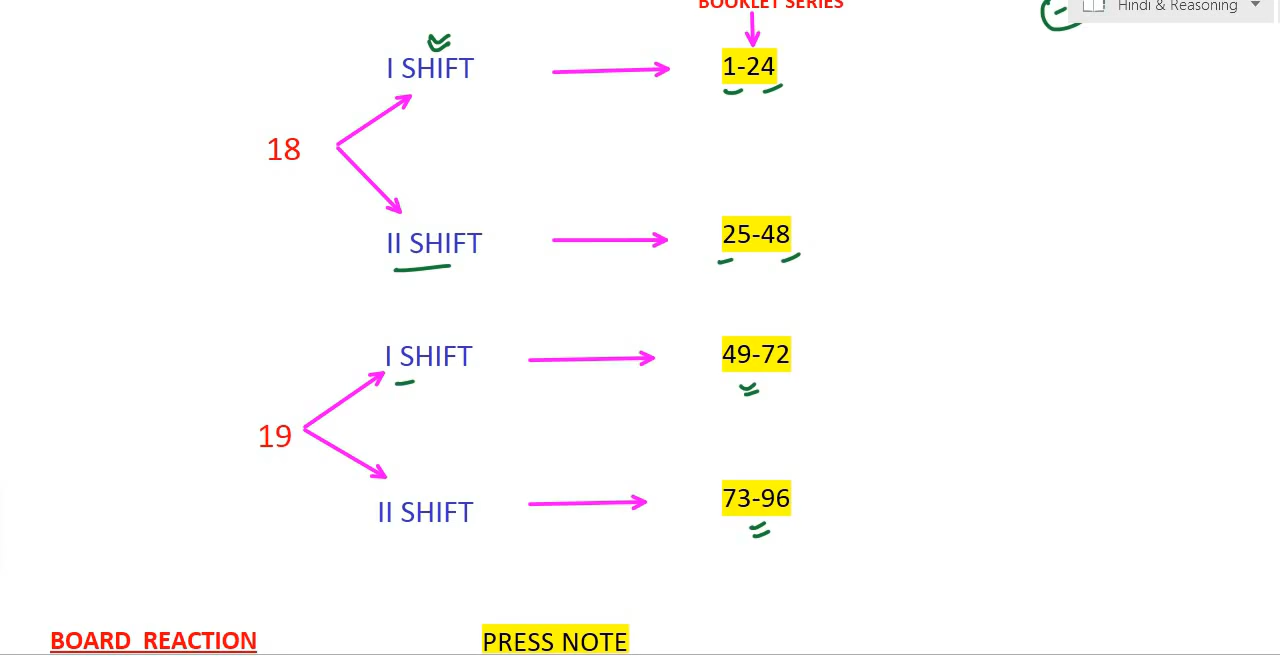 BOOKLET SERIES
Hindi & Reasoning
I SHIFT
1-24
18
II SHIFT
25-48
I SHIFT
49-72
19
II SHIFT
73-96
BOARD REACTION
PRESS NOTE